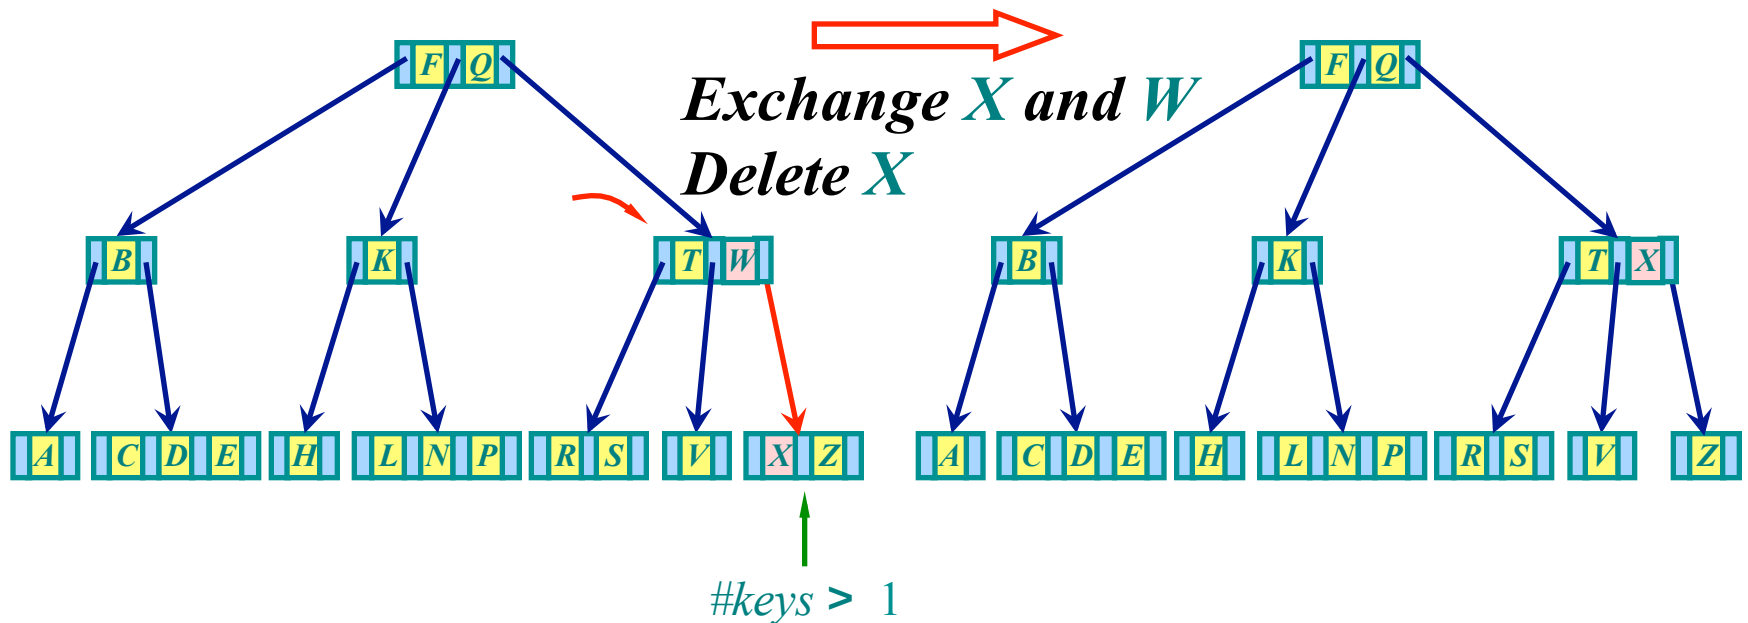 F Q F Q
Exchange X and W
Delete X
B K T W B K T X
A C D E H L N P R S V X Z A C D E H L N P R S V Z
#keys > 1